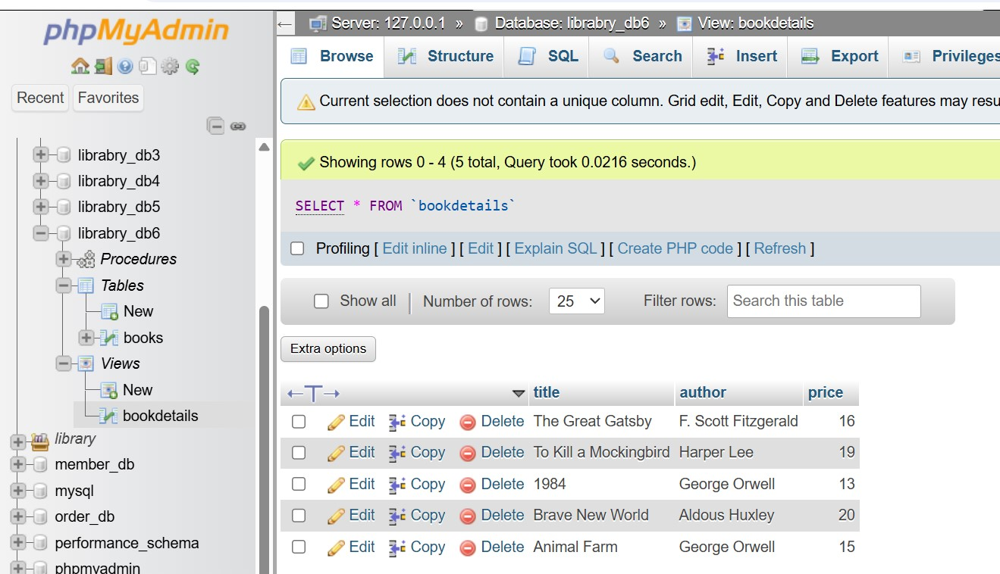 phpMyAdmin
Recent Favorites
librabry_db3
librabry_db4
librabry_db5
librabry_db6
Procedures
Tables
New
books
Views
New
bookdetails
library
member_db
mysql
order_db
performance_schema
phpmyadmin
Server: 127.0.0.1 » Database: librabry_db6 » View: bookdetails
Browse Structure SQL Search Insert Export Privileges
Current selection does not contain a unique column. Grid edit, Edit, Copy and Delete features may resu
Showing rows 0 - 4 (5 total, Query took 0.0216 seconds.)
SELECT * FROM `bookdetails`
Profiling [ Edit inline ] [ Edit ] [ Explain SQL ] [ Create PHP code ] [ Refresh ]
Show all | Number of rows: 25 Filter rows: Search this table
Extra options
←T→ title author price
Edit Copy Delete The Great Gatsby F. Scott Fitzgerald 16
Edit Copy Delete To Kill a Mockingbird Harper Lee 19
Edit Copy Delete 1984 George Orwell 13
Edit Copy Delete Brave New World Aldous Huxley 20
Edit Copy Delete Animal Farm George Orwell 15